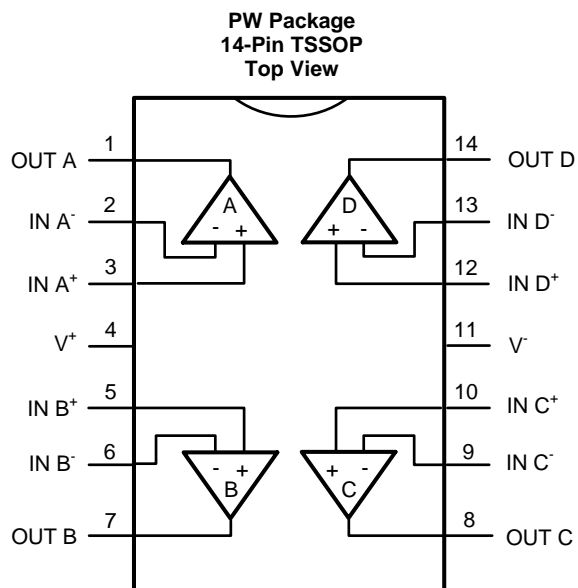 PW Package
14-Pin TSSOP
Top View
1
14
OUT A
OUT D
A
D
2
13
IN A-
IN D-
- +
+ -
3
12
IN A+
IN D+
4
11
V+
V-
5
10
IN B+
IN C+
6
9
IN B-
IN C-
- +
+ -
B
C
7
8
OUT B
OUT C